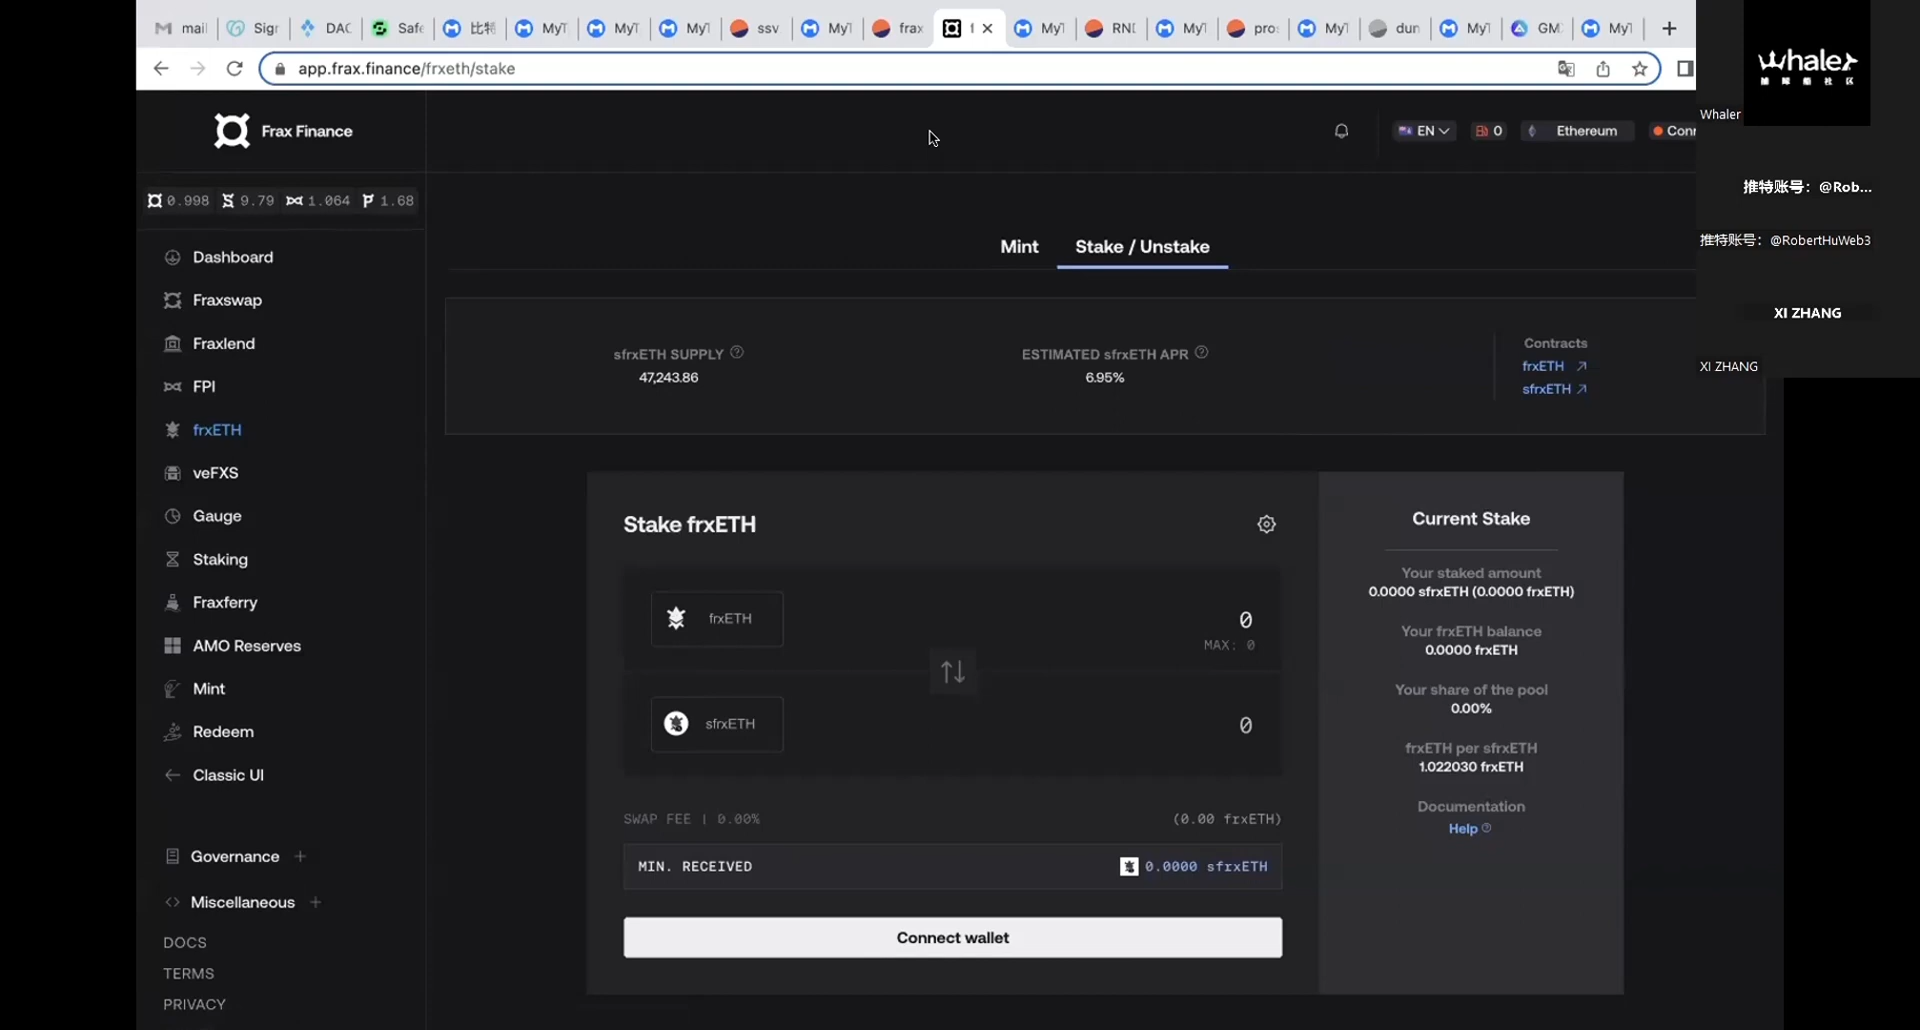 mail
Sign
DAC
Safe
比特
MyT
MyT
MyT
ssv
MyT
frax
f
MyT
RNI
MyT
pro
MyT
dun
MyT
GM
MyT
app.frax.finance/frxeth/stake
Whaler
Whaler
推特账号：@Rob...
推特账号：@RobertHuWeb3
XI ZHANG
XI ZHANG
Frax Finance
EN
0
Ethereum
Conn
0.998 9.79 1.064 1.68
Dashboard
Fraxswap
Fraxlend
FPI
frxETH
veFXS
Gauge
Staking
Fraxferry
AMO Reserves
Mint
Redeem
Classic UI
Governance
Miscellaneous
DOCS
TERMS
PRIVACY
Mint
Stake / Unstake
sfrxETH SUPPLY
47,243.86
ESTIMATED sfrxETH APR
6.95%
Contracts
frxETH
sfrxETH
Stake frxETH
frxETH
0
MAX: 0
sfrxETH
0
SWAP FEE | 0.00%
(0.00 frxETH)
MIN. RECEIVED
0.0000 sfrxETH
Connect wallet
Current Stake
Your staked amount
0.0000 sfrxETH (0.0000 frxETH)
Your frxETH balance
0.0000 frxETH
Your share of the pool
0.00%
frxETH per sfrxETH
1.022030 frxETH
Documentation
Help